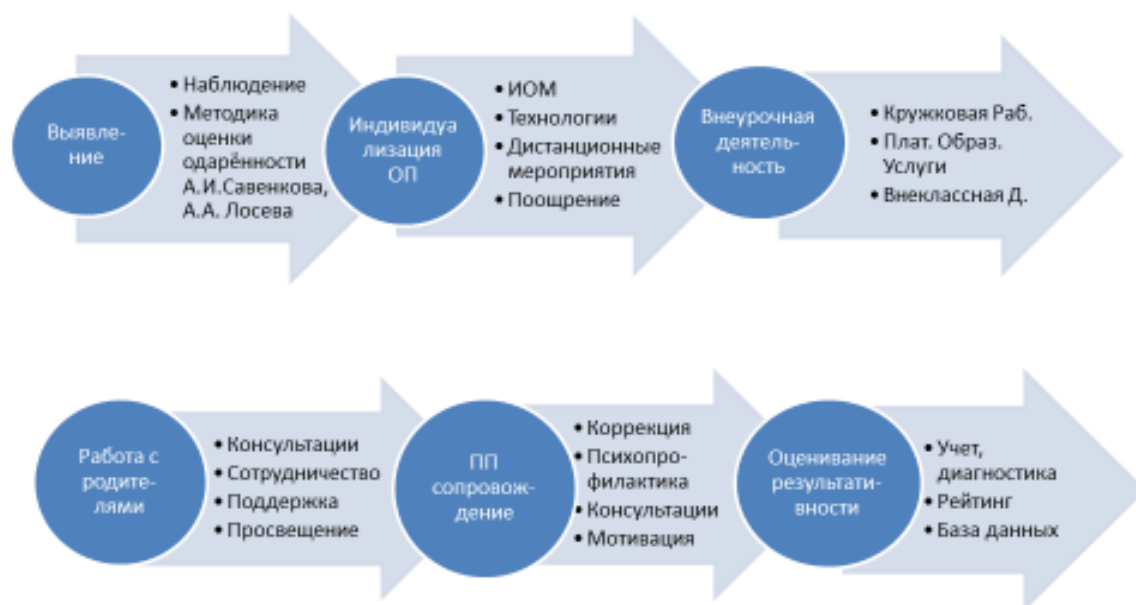 Выявле-
ние
• Наблюдение
• Методика
оценки
одарённости
А.И.Савенкова,
А.А. Лосева
Индивидуа
лизация
ОП
• ИОМ
• Технологии
• Дистанционные
мероприятия
• Поощрение
Внеурочная
деятель-
ность
• Кружковая Раб.
• Плат. Образ.
Услуги
• Внеклассная Д.
Работа с
родите-
лями
• Консультации
• Сотрудничество
• Поддержка
• Просвещение
ПП
сопровож-
дение
• Коррекция
• Психопро-
филактика
• Консультации
• Мотивация
Оценивание
результати-
вности
• Учет,
диагностика
• Рейтинг
• База данных